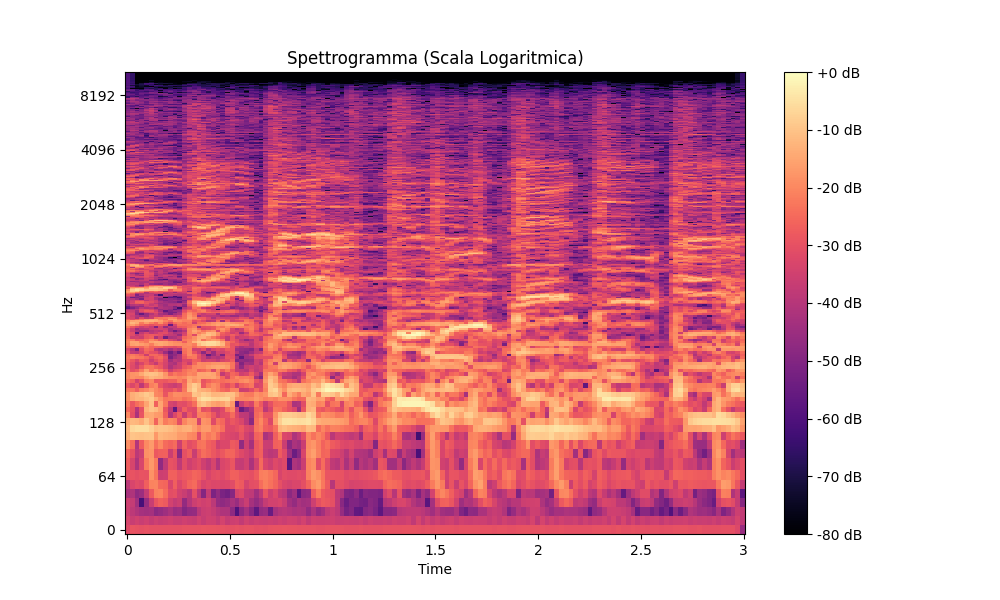 Spettrogramma (Scala Logaritmica)
Hz
8192
4096
2048
1024
512
256
128
64
0
0
0.5
1
1.5
2
2.5
3
Time
+0 dB
-10 dB
-20 dB
-30 dB
-40 dB
-50 dB
-60 dB
-70 dB
-80 dB